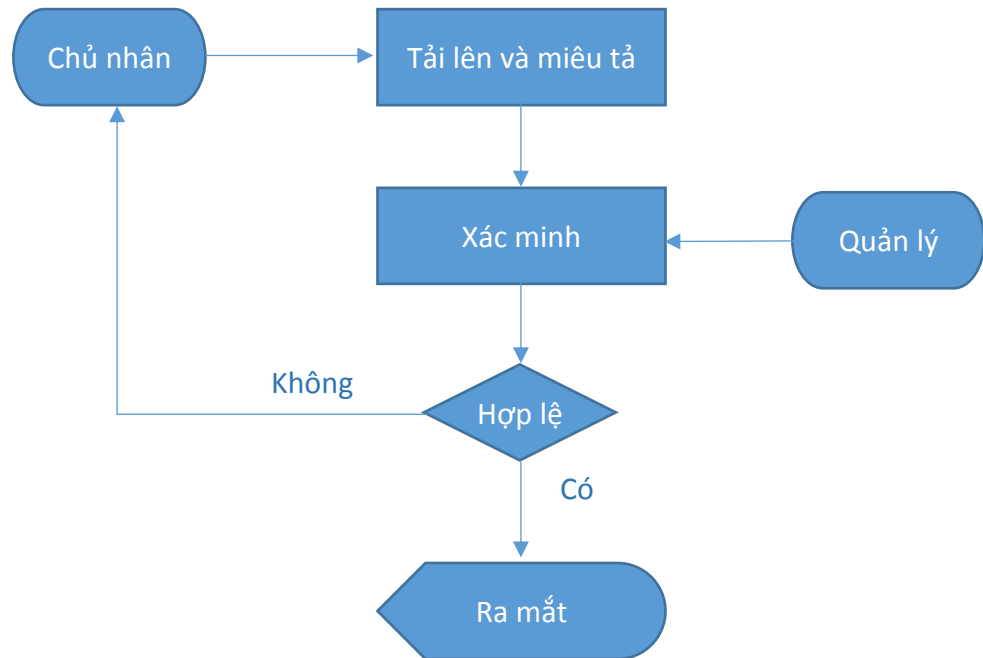 Chủ nhân
Tải lên và miêu tả
Xác minh
Quản lý
Không
Hợp lệ
Có
Ra mắt